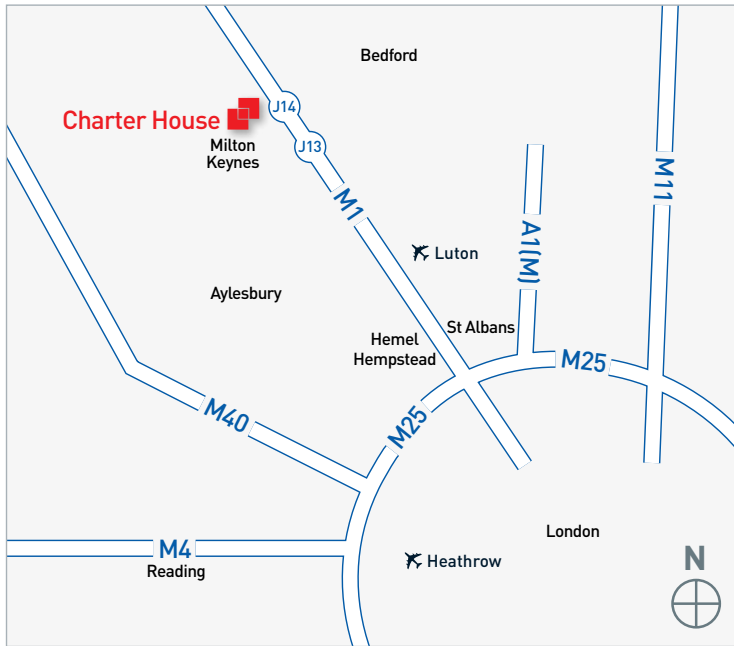 Bedford
J14
Charter House
Milton
Keynes
J13
M1
M11
A1(M)
Luton
Aylesbury
St Albans
Hemel
Hempstead
M25
M40
M25
London
M4
Reading
Heathrow
N